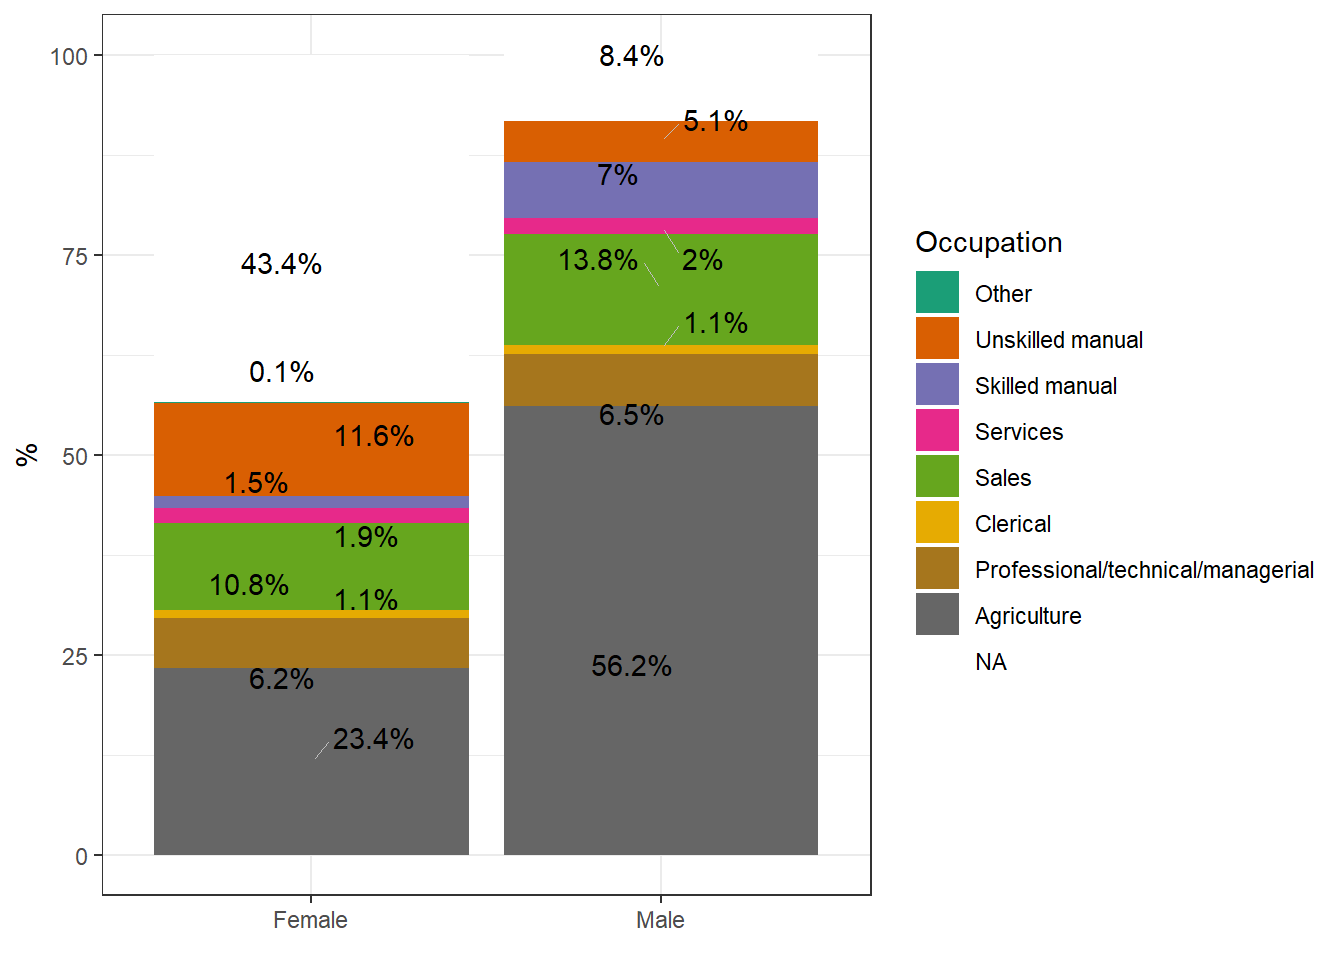 100
75
50
25
0
%
43.4%
0.1%
11.6%
1.5%
1.9%
10.8%
1.1%
6.2%
23.4%
8.4%
5.1%
7%
13.8%
2%
1.1%
6.5%
56.2%
Female
Male
Occupation
Other
Unskilled manual
Skilled manual
Services
Sales
Clerical
Professional/technical/managerial
Agriculture
NA